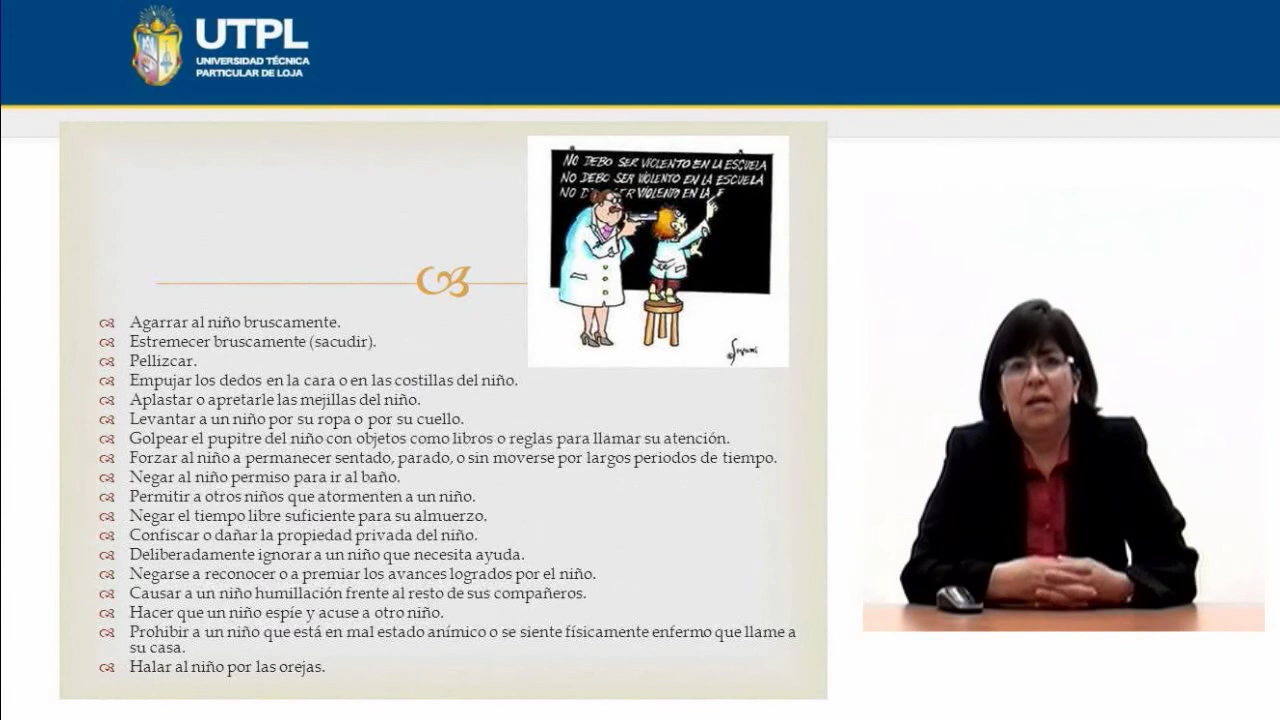 UTPL
UNIVERSIDAD TÉCNICA
PARTICULAR DE LOJA
NO DEBO SER VIOLENTO EN LA ESCUELA
NO DEBO SER VIOLENTO EN LA ESCUELA
NO SER VIOLENTO EN LA E
Agarrar al niño bruscamente.
Estremecer bruscamente (sacudir).
Pellizcar.
Empujar los dedos en la cara o en las costillas del niño.
Aplastar o apretarle las mejillas del niño.
Levantar a un niño por su ropa o por su cuello.
Golpear el pupitre del niño con objetos como libros o reglas para llamar su atención.
Forzar al niño a permanecer sentado, parado, o sin moverse por largos periodos de tiempo.
Negar al niño permiso para ir al baño.
Permitir a otros niños que atormenten a un niño.
Negar el tiempo libre suficiente para su almuerzo.
Confiscar o dañar la propiedad privada del niño.
Deliberadamente ignorar a un niño que necesita ayuda.
Negarse a reconocer o a premiar los avances logrados por el niño.
Causar a un niño humillación frente al resto de sus compañeros.
Hacer que un niño espíe y acuse a otro niño.
Prohibir a un niño que está en mal estado anímico o se siente físicamente enfermo que llame a
su casa.
Halar al niño por las orejas.